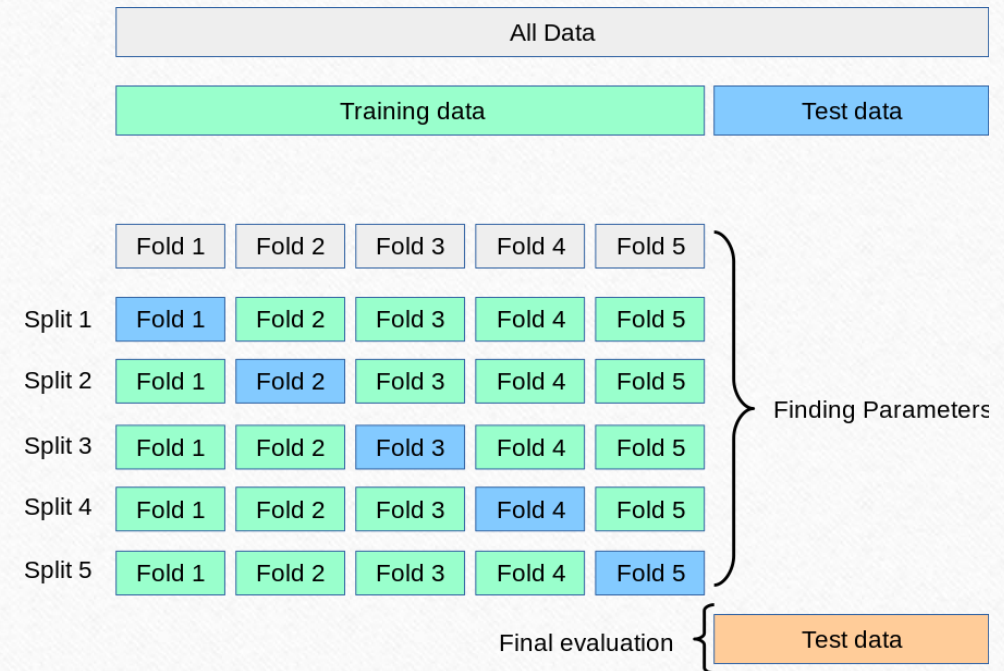 All Data
Training data Test data
Fold 1 Fold 2 Fold 3 Fold 4 Fold 5
Split 1 Fold 1 Fold 2 Fold 3 Fold 4 Fold 5
Split 2 Fold 1 Fold 2 Fold 3 Fold 4 Fold 5
Finding Parameters
Split 3 Fold 1 Fold 2 Fold 3 Fold 4 Fold 5
Split 4 Fold 1 Fold 2 Fold 3 Fold 4 Fold 5
Split 5 Fold 1 Fold 2 Fold 3 Fold 4 Fold 5
Final evaluation Test data